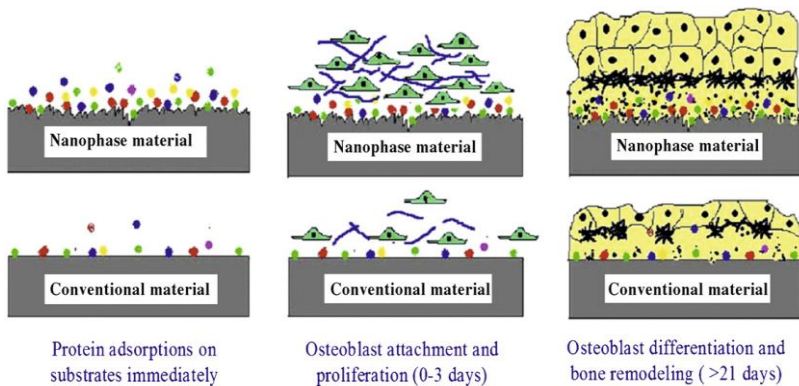 Nanophase material
Nanophase material
Nanophase material
Conventional material
Conventional material
Conventional material
Protein adsorptions on
substrates immediately
Osteoblast attachment and
proliferation (0-3 days)
Osteoblast differentiation and
bone remodeling ( >21 days)